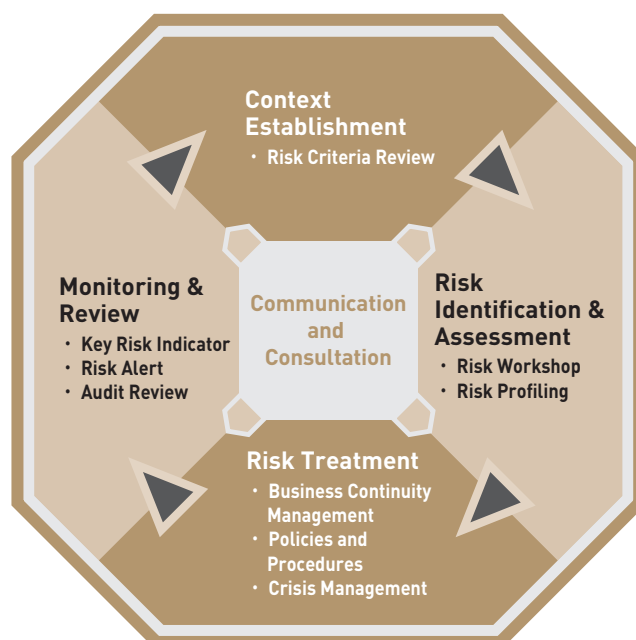 Context
Establishment
· Risk Criteria Review
Monitoring &
Review
· Key Risk Indicator
· Risk Alert
· Audit Review
Communication
and
Consultation
Risk
Identification &
Assessment
· Risk Workshop
· Risk Profiling
Risk Treatment
· Business Continuity
Management
· Policies and
Procedures
· Crisis Management